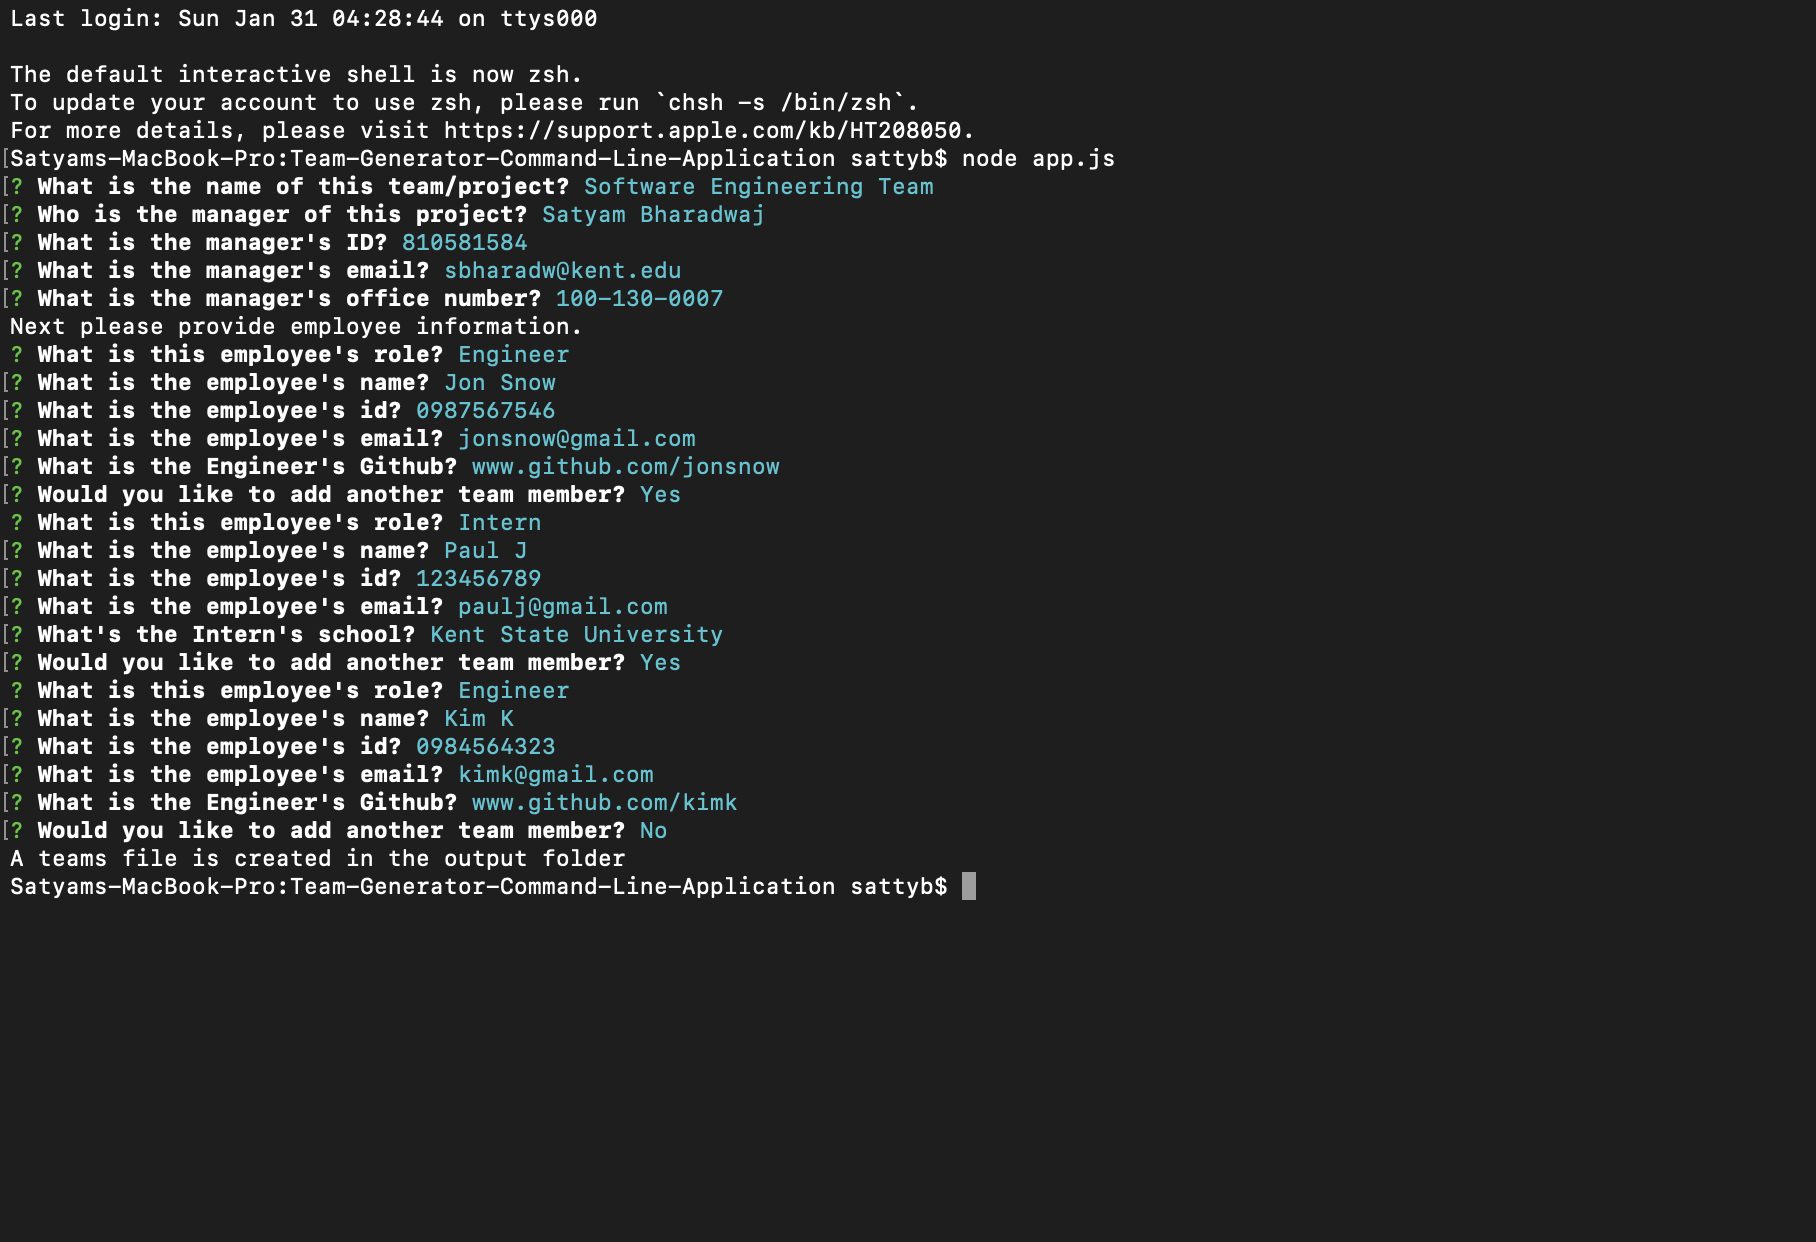 Last login: Sun Jan 31 04:28:44 on ttys000
The default interactive shell is now zsh.
To update your account to use zsh, please run `chsh -s /bin/zsh`.
For more details, please visit https://support.apple.com/kb/HT208050.
[Satyams-MacBook-Pro:Team-Generator-Command-Line-Application sattyb$ node app.js
[? What is the name of this team/project? Software Engineering Team
[? Who is the manager of this project? Satyam Bharadwaj
[? What is the manager's ID? 810581584
[? What is the manager's email? sbharadw@kent.edu
[? What is the manager's office number? 100-130-0007
Next please provide employee information.
? What is this employee's role? Engineer
[? What is the employee's name? Jon Snow
[? What is the employee's id? 0987567546
[? What is the employee's email? jonsnow@gmail.com
[? What is the Engineer's Github? www.github.com/jonsnow
[? Would you like to add another team member? Yes
? What is this employee's role? Intern
[? What is the employee's name? Paul J
[? What is the employee's id? 123456789
[? What is the employee's email? paulj@gmail.com
[? What's the Intern's school? Kent State University
[? Would you like to add another team member? Yes
? What is this employee's role? Engineer
[? What is the employee's name? Kim K
[? What is the employee's id? 0984564323
[? What is the employee's email? kimk@gmail.com
[? What is the Engineer's Github? www.github.com/kimk
[? Would you like to add another team member? No
A teams file is created in the output folder
Satyams-MacBook-Pro:Team-Generator-Command-Line-Application sattyb$